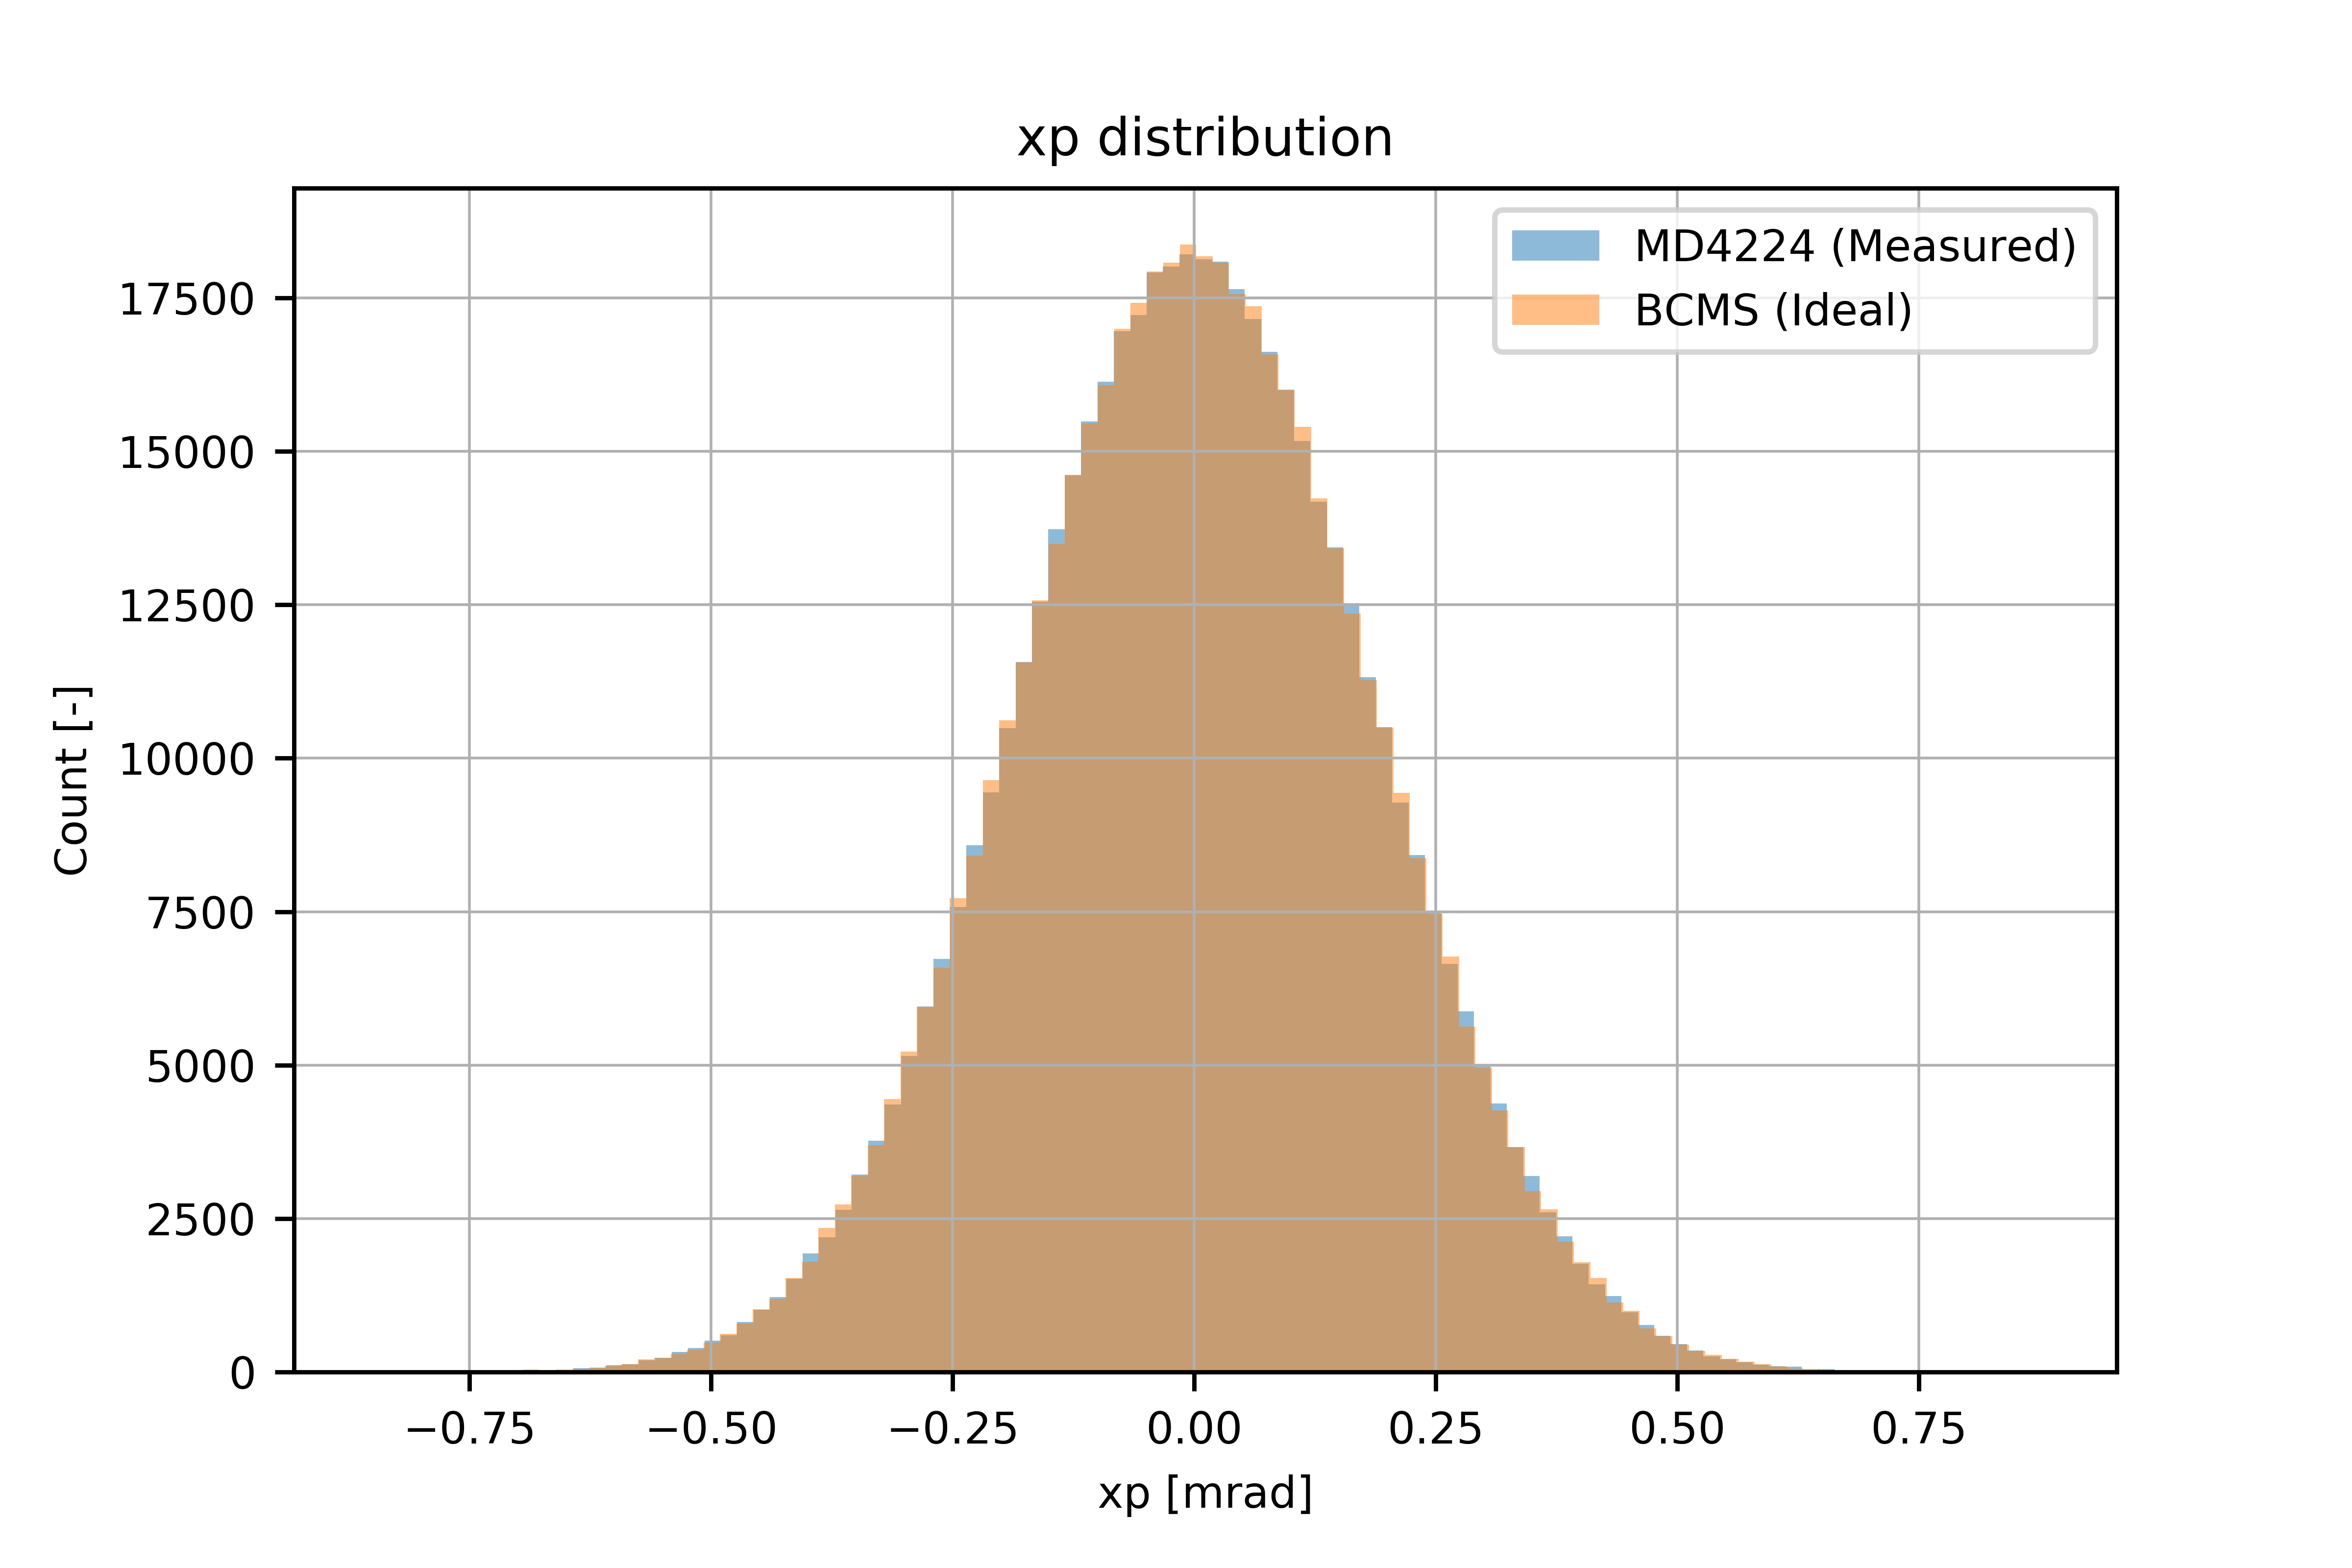 xp distribution
MD4224 (Measured)
BCMS (Ideal)
17500
15000
12500
10000
7500
5000
2500
0
Count [-]
−0.75 −0.50 −0.25 0.00 0.25 0.50 0.75
xp [mrad]